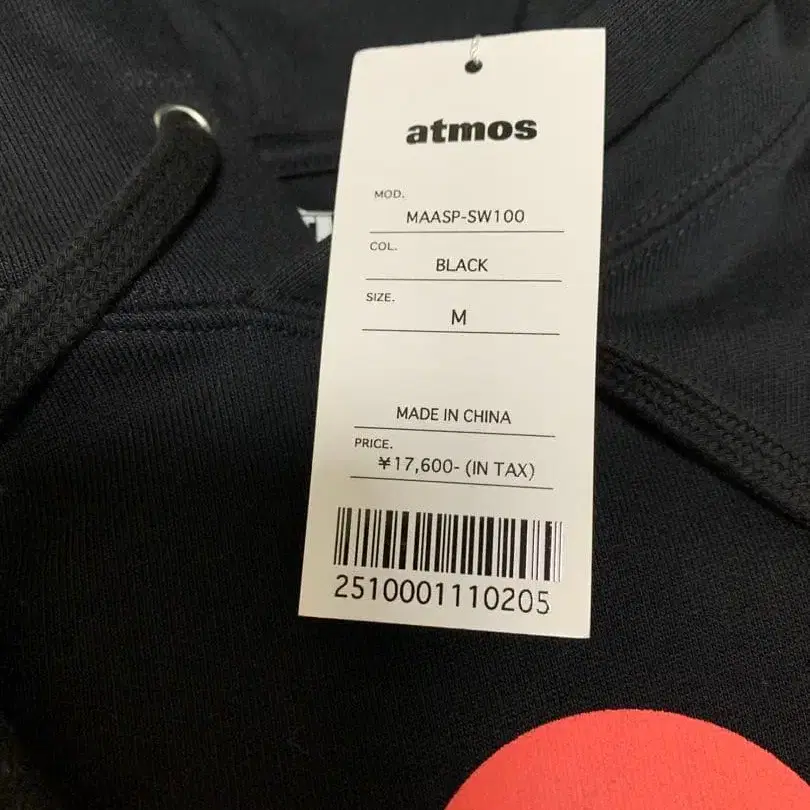 atmos
MOD.
MAASP-SW100
COL.
BLACK
SIZE.
M
MADE IN CHINA
PRICE.
¥17,600- (IN TAX)
2510001110205